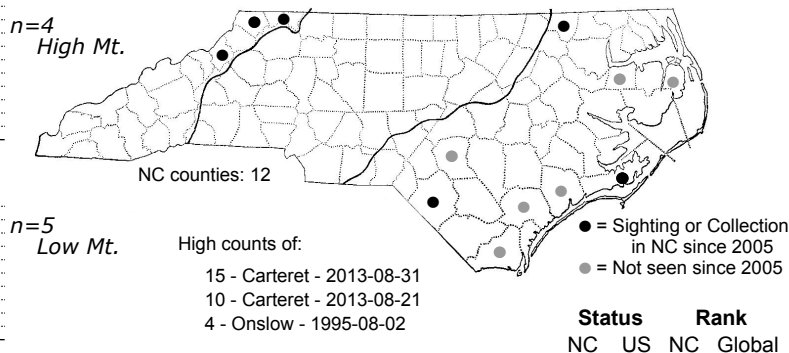 n=4
High Mt.
NC counties: 12
n=5
Low Mt.
High counts of:
15 - Carteret - 2013-08-31
10 - Carteret - 2013-08-21
4 - Onslow - 1995-08-02
= Sighting or Collection
in NC since 2005
= Not seen since 2005
Status Rank
NC US NC Global